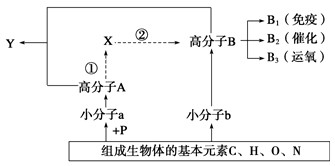 ②
B₁（免疫）
Y
X
高分子B
B₂（催化）
B₃（运氧）
①
高分子A
小分子a
小分子b
+P
组成生物体的基本元素C、H、O、N